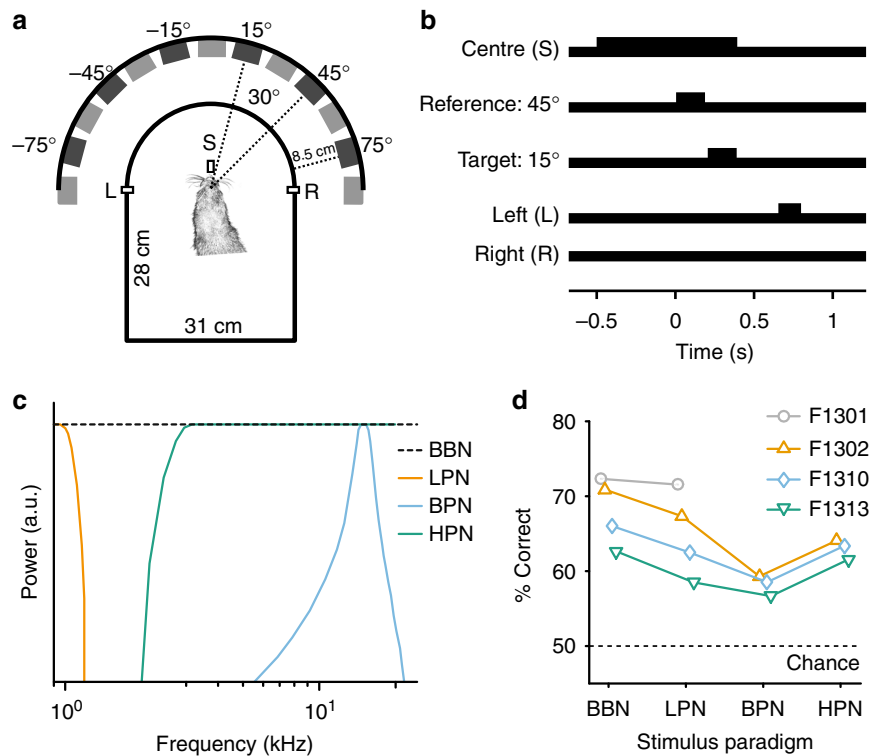 a
−15° 15°
−45° 45°
30°
−75° 75°
S
8.5 cm
L R
28 cm
31 cm
b
Centre (S)
Reference: 45°
Target: 15°
Left (L)
Right (R)
−0.5 0 0.5 1
Time (s)
c
BBN
LPN
BPN
HPN
Power (a.u.)
10⁰ 10¹
Frequency (kHz)
d
80
70
60
50
% Correct
F1301
F1302
F1310
F1313
Chance
BBN LPN BPN HPN
Stimulus paradigm